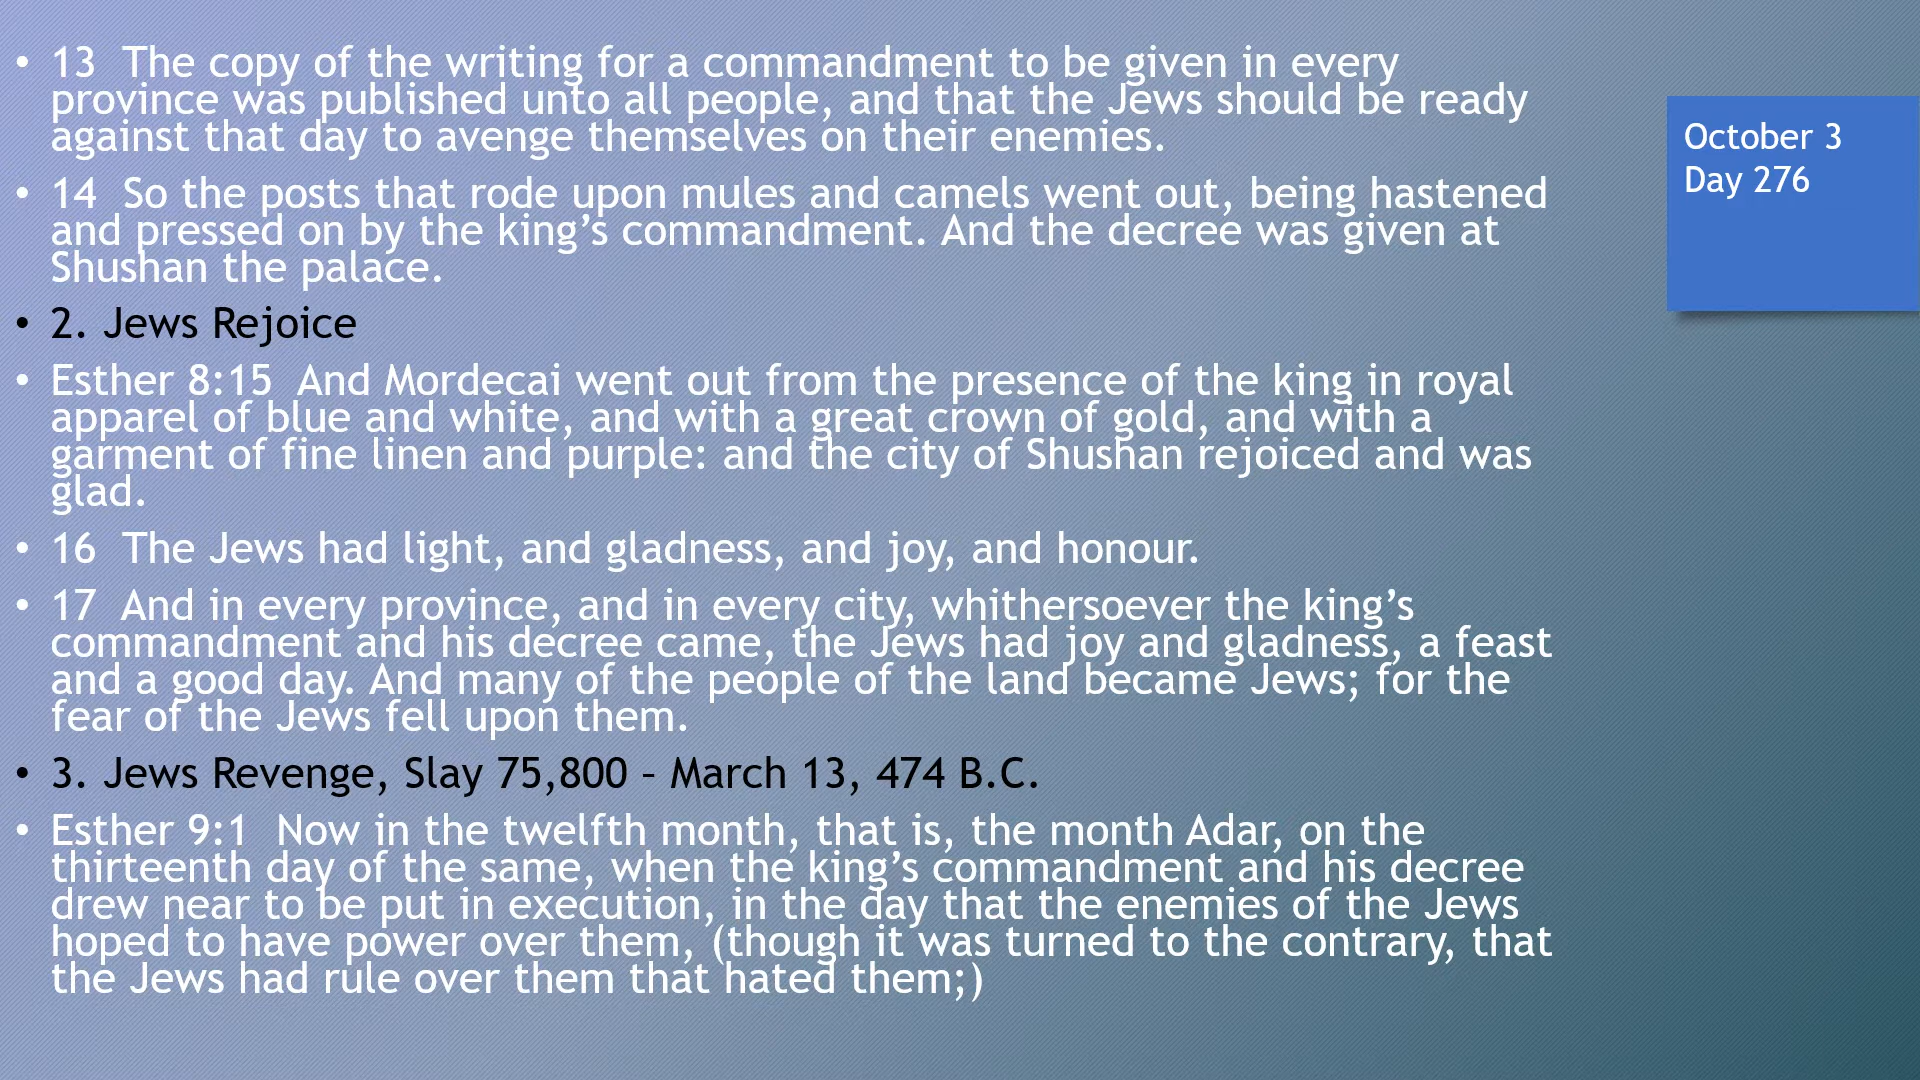 • 13  The copy of the writing for a commandment to be given in every
province was published unto all people, and that the Jews should be ready
against that day to avenge themselves on their enemies.
• 14  So the posts that rode upon mules and camels went out, being hastened
and pressed on by the king’s commandment. And the decree was given at
Shushan the palace.
• 2. Jews Rejoice
• Esther 8:15  And Mordecai went out from the presence of the king in royal
apparel of blue and white, and with a great crown of gold, and with a
garment of fine linen and purple: and the city of Shushan rejoiced and was
glad.
• 16  The Jews had light, and gladness, and joy, and honour.
• 17  And in every province, and in every city, whithersoever the king’s
commandment and his decree came, the Jews had joy and gladness, a feast
and a good day. And many of the people of the land became Jews; for the
fear of the Jews fell upon them.
• 3. Jews Revenge, Slay 75,800 – March 13, 474 B.C.
• Esther 9:1  Now in the twelfth month, that is, the month Adar, on the
thirteenth day of the same, when the king’s commandment and his decree
drew near to be put in execution, in the day that the enemies of the Jews
hoped to have power over them, (though it was turned to the contrary, that
the Jews had rule over them that hated them;)
October 3
Day 276